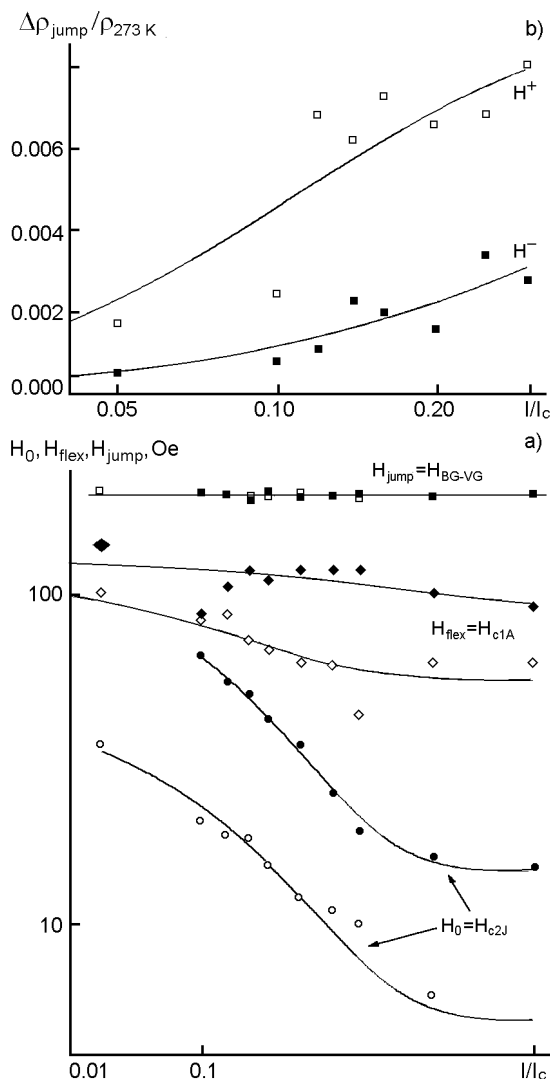 Δρjump/ρ273 K
b)
0.006
H+
0.004
H−
0.002
0.000
0.05
0.10
0.20
I/Ic
H0, Hflex, Hjump, Oe
a)
Hjump=HBG-VG
100
Hflex=Hc1A
10
H0=Hc2J
0.01
0.1
I/Ic